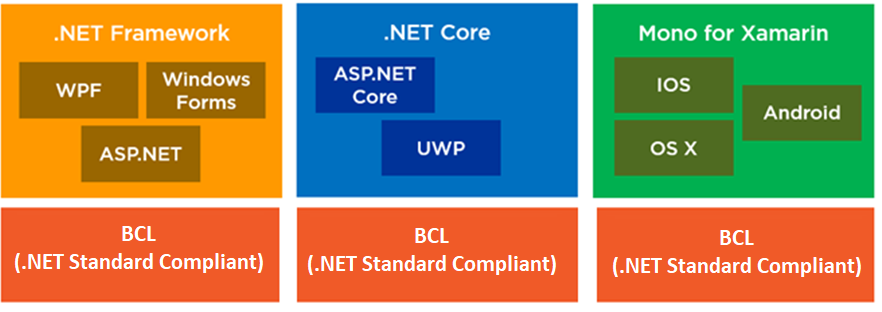 .NET Framework
WPF
Windows
Forms
ASP.NET
.NET Core
ASP.NET
Core
UWP
Mono for Xamarin
IOS
Android
OS X
BCL
(.NET Standard Compliant)
BCL
(.NET Standard Compliant)
BCL
(.NET Standard Compliant)